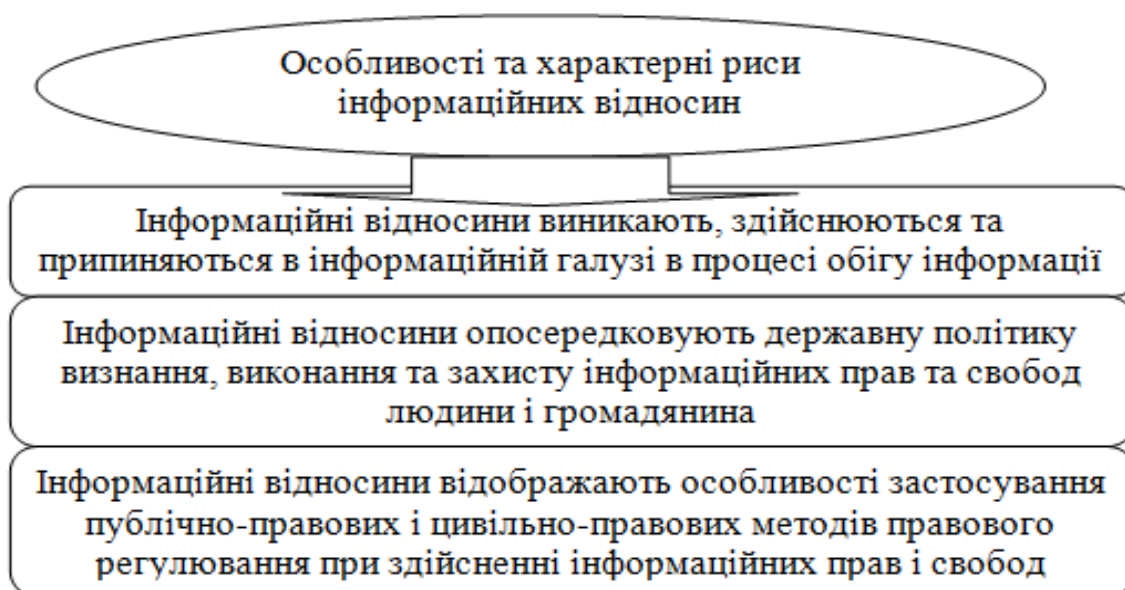 Особливості та характерні риси
інформаційних відносин
Інформаційні відносини виникають, здійснюються та
припиняються в інформаційній галузі в процесі обігу інформації
Інформаційні відносини опосередковують державну політику
визнання, виконання та захисту інформаційних прав та свобод
людини і громадянина
Інформаційні відносини відображають особливості застосування
публічно-правових і цивільно-правових методів правового
регулювання при здійсненні інформаційних прав і свобод